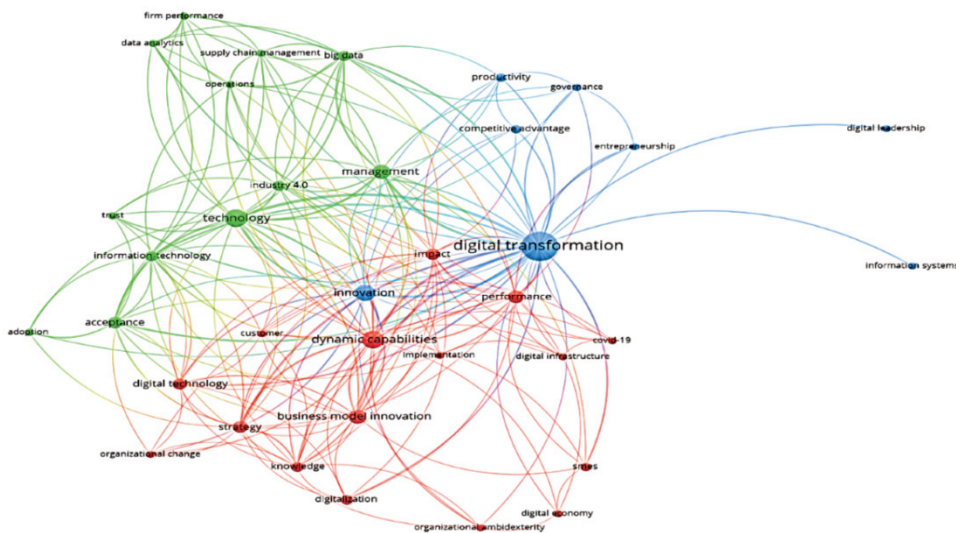 firm performance
data analytics
supply chain management
big data
operations
productivity
governance
competitive advantage
digital leadership
entrepreneurship
management
industry 4.0
trust
technology
digital transformation
information technology
impact
information systems
innovation
performance
adoption
acceptance
customer
dynamic capabilities
covid-19
implementation
digital infrastructure
digital technology
business model innovation
strategy
organizational change
knowledge
smes
digitalization
digital economy
organizational ambidexterity